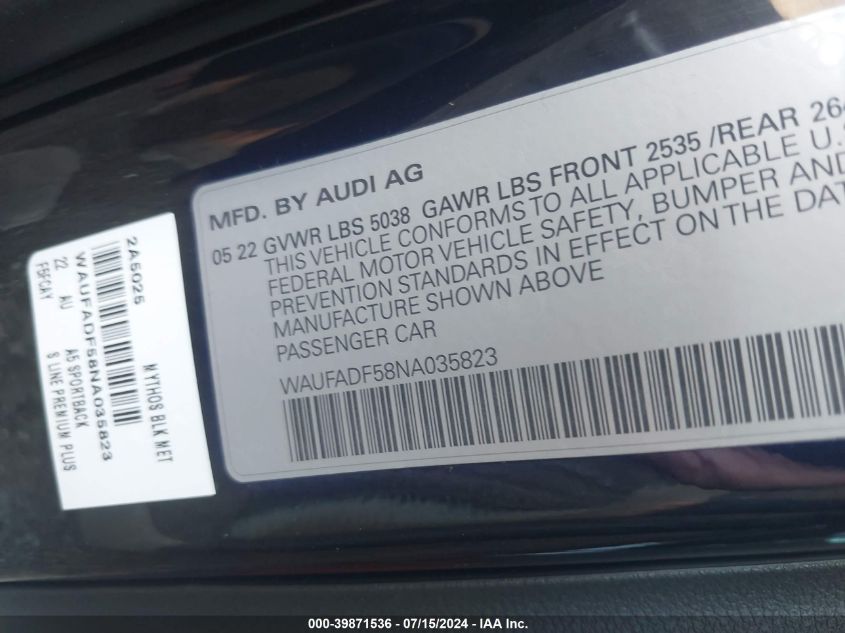 MFD. BY AUDI AG
05 22 GVWR LBS 5038 GAWR LBS FRONT 2535 /REAR
THIS VEHICLE CONFORMS TO ALL APPLICABLE U.S
FEDERAL MOTOR VEHICLE SAFETY, BUMPER AND
PREVENTION STANDARDS IN EFFECT ON THE DAT
MANUFACTURE SHOWN ABOVE
PASSENGER CAR
WAUFADF58NA035823
2A5025 MYTHOS BLK MET
WAUFADF58NA035823
22 AU A5 SPORTBACK
F5FCAY S LINE PREMIUM PLUS
000-39871536 - 07/15/2024 - IAA Inc.